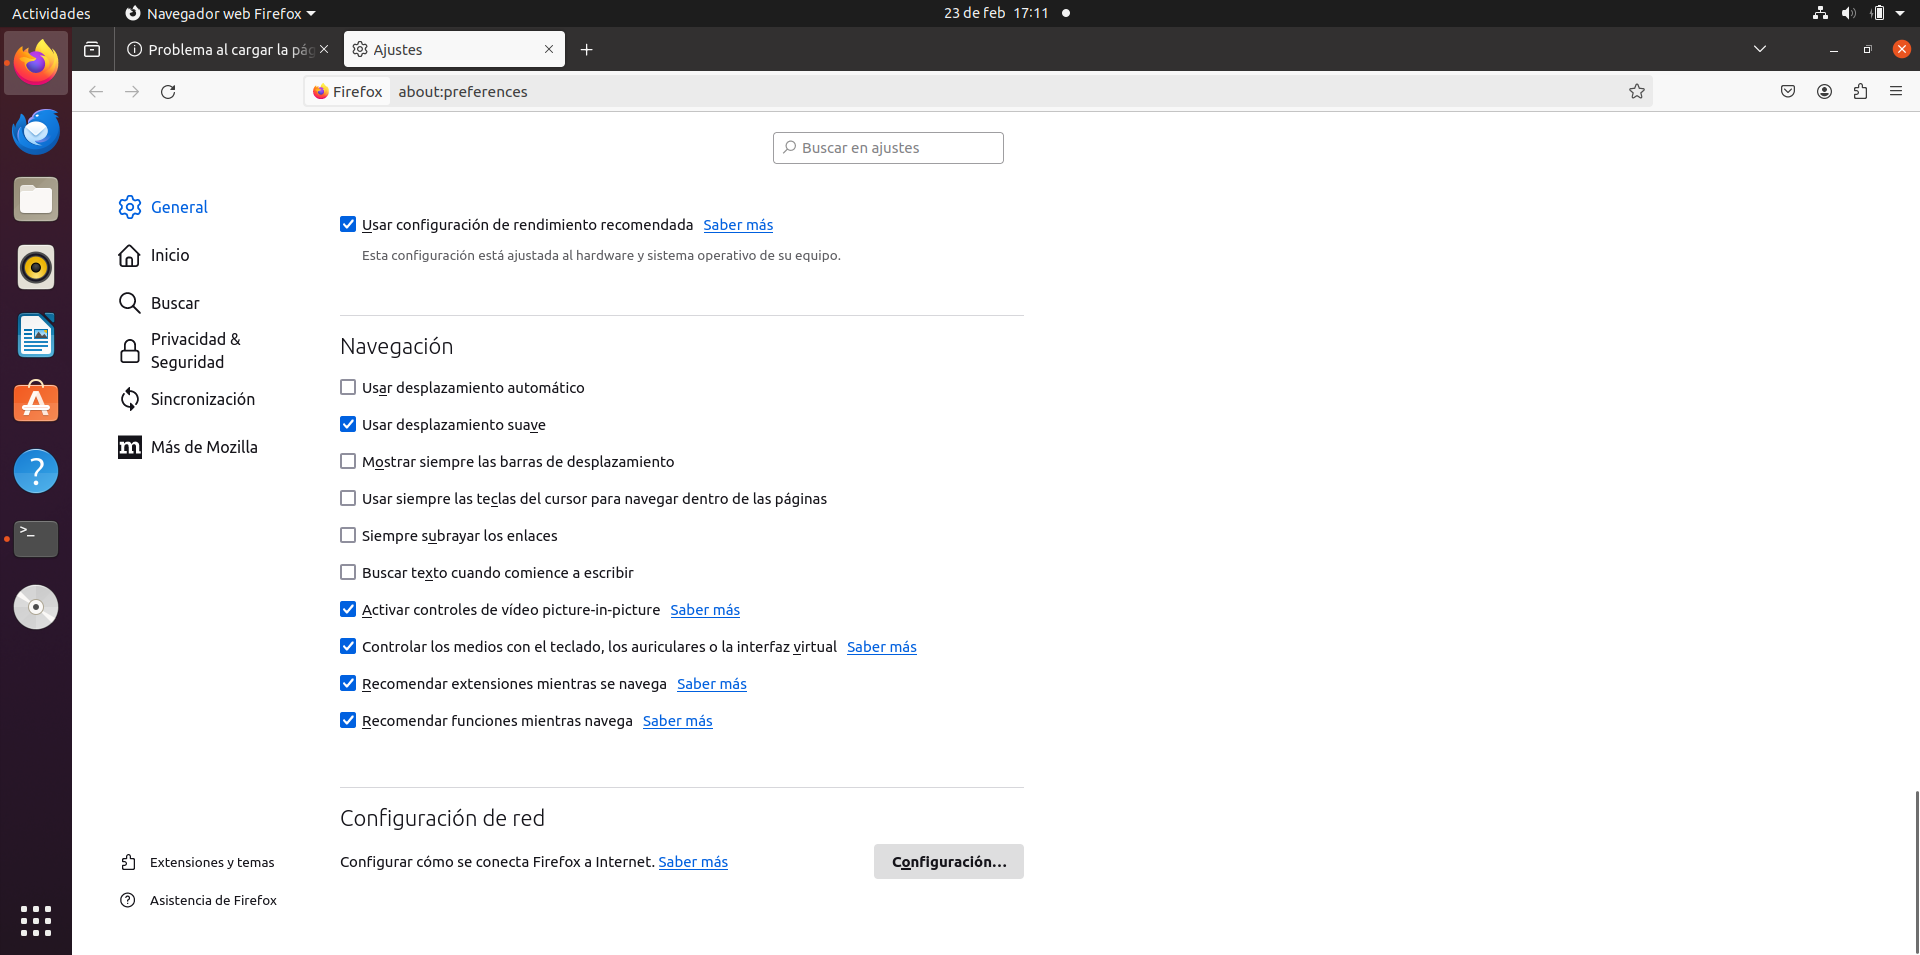 Actividades
Navegador web Firefox
23 de feb 17:11
Problema al cargar la pág
Ajustes
Firefox
about:preferences
Buscar en ajustes
General
Inicio
Buscar
Privacidad &
Seguridad
Sincronización
Más de Mozilla
Extensiones y temas
Asistencia de Firefox
Usar configuración de rendimiento recomendada Saber más
Esta configuración está ajustada al hardware y sistema operativo de su equipo.
Navegación
Usar desplazamiento automático
Usar desplazamiento suave
Mostrar siempre las barras de desplazamiento
Usar siempre las teclas del cursor para navegar dentro de las páginas
Siempre subrayar los enlaces
Buscar texto cuando comience a escribir
Activar controles de vídeo picture-in-picture Saber más
Controlar los medios con el teclado, los auriculares o la interfaz virtual Saber más
Recomendar extensiones mientras se navega Saber más
Recomendar funciones mientras navega Saber más
Configuración de red
Configurar cómo se conecta Firefox a Internet. Saber más
Configuración...